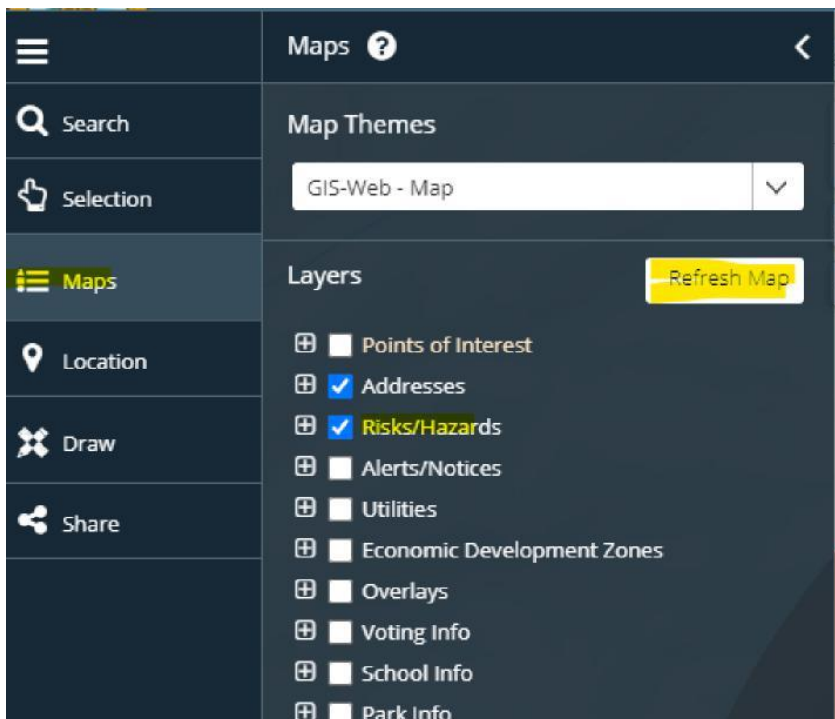 Maps ?
Search
Selection
Maps
Location
Draw
Share
Map Themes
GIS-Web - Map
Layers
Refresh Map
Points of Interest
Addresses
Risks/Hazards
Alerts/Notices
Utilities
Economic Development Zones
Overlays
Voting Info
School Info
Park Info